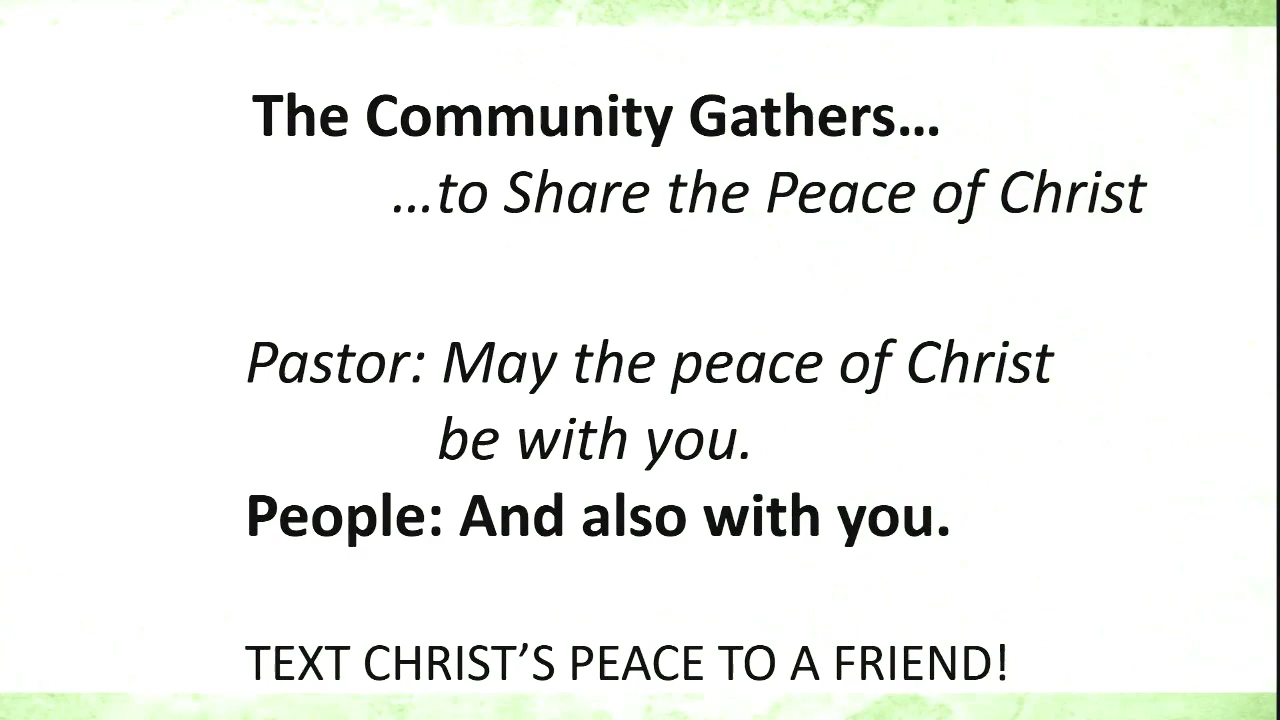 The Community Gathers…
…to Share the Peace of Christ
Pastor: May the peace of Christ
be with you.
People: And also with you.
TEXT CHRIST’S PEACE TO A FRIEND!